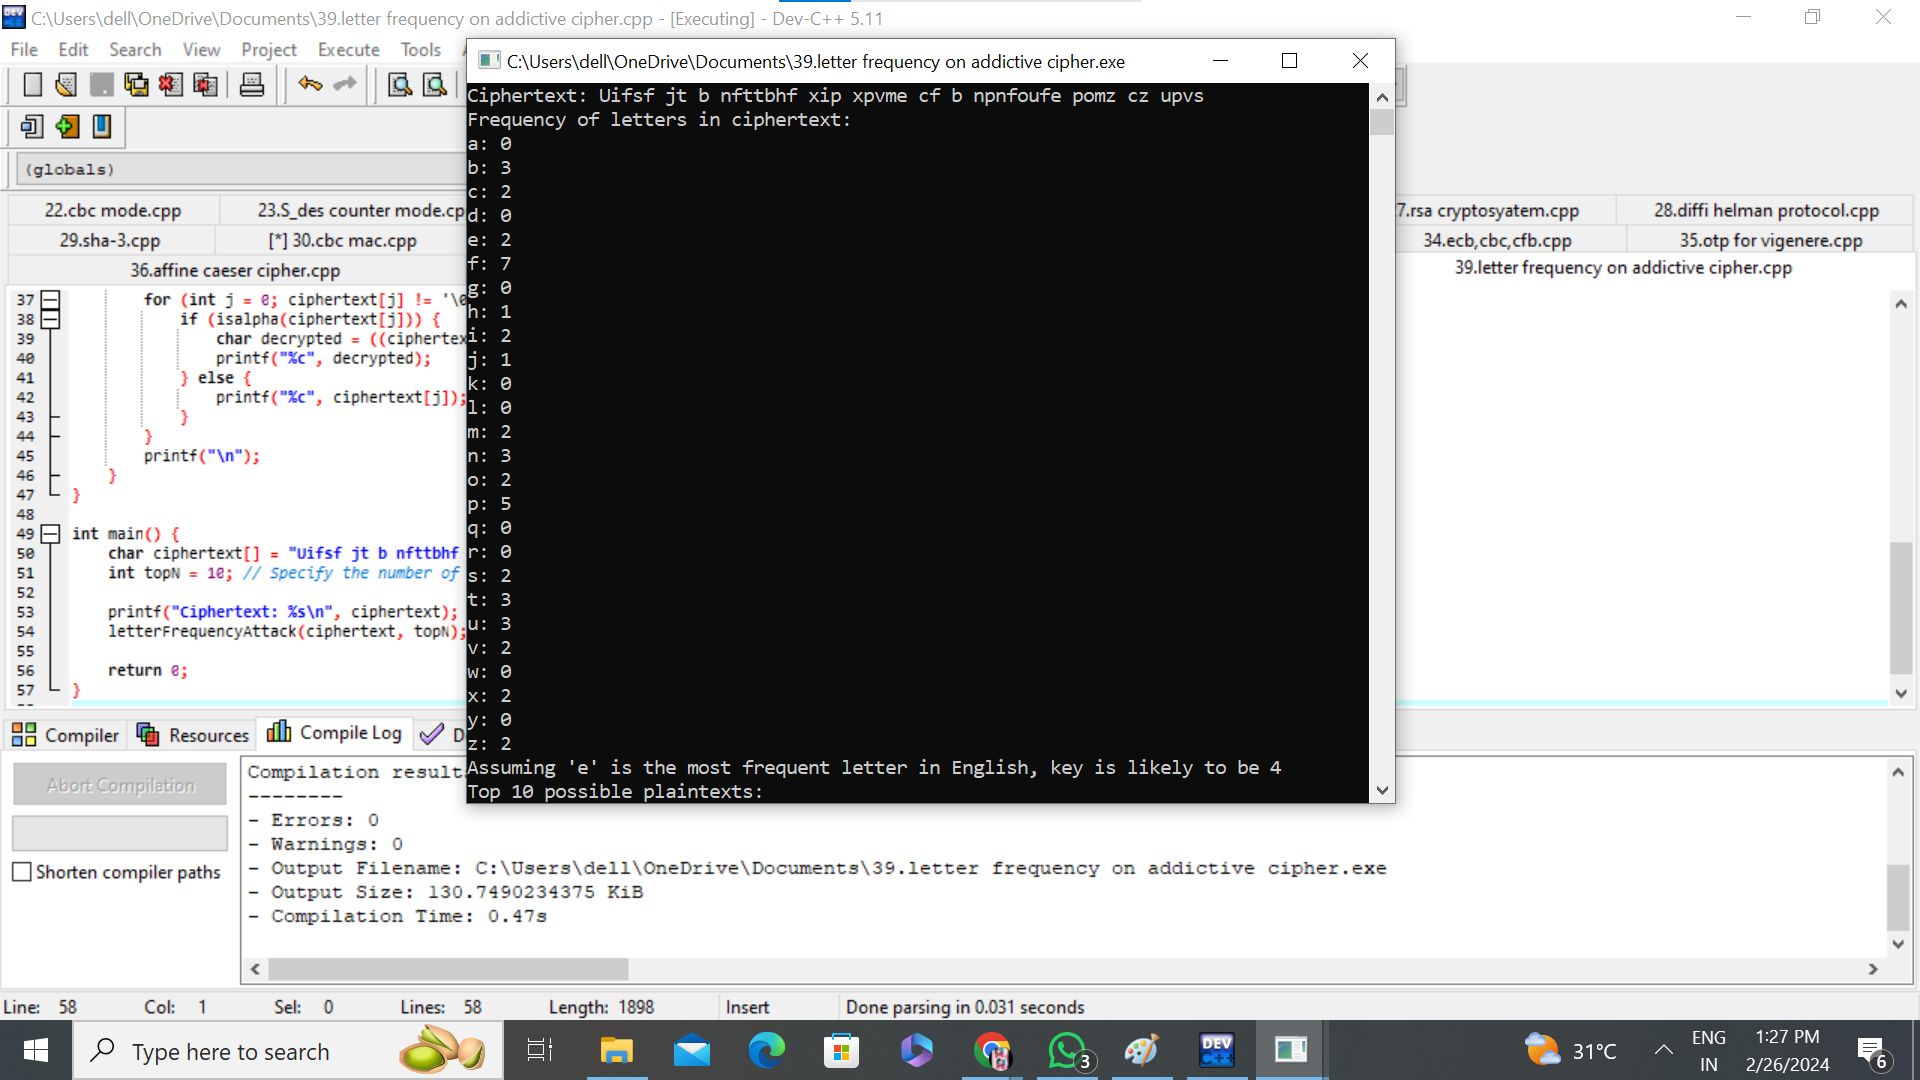 C:\Users\dell\OneDrive\Documents\39.letter frequency on addictive cipher.cpp - [Executing] - Dev-C++ 5.11
File Edit Search View Project Execute Tools
C:\Users\dell\OneDrive\Documents\39.letter frequency on addictive cipher.exe
Ciphertext: Uifsf jt b nfttbhf xip xpvme cf b npnfoufe pomz cz upvs
Frequency of letters in ciphertext:
a: 0
b: 3
c: 2
d: 0
e: 2
f: 7
g: 0
h: 1
i: 2
j: 1
k: 0
l: 0
m: 2
n: 3
o: 2
p: 5
q: 0
r: 0
s: 2
t: 3
u: 3
v: 2
w: 0
x: 2
y: 0
z: 2
Assuming 'e' is the most frequent letter in English, key is likely to be 4
Top 10 possible plaintexts:
(globals)
22.cbc mode.cpp 23.S_des counter mode.cp 7.rsa cryptosyatem.cpp 28.diffi helman protocol.cpp
29.sha-3.cpp [*] 30.cbc mac.cpp 34.ecb,cbc,cfb.cpp 35.otp for vigenere.cpp
36.affine caeser cipher.cpp 39.letter frequency on addictive cipher.cpp
37 for (int j = 0; ciphertext[j] != '\0
38 if (isalpha(ciphertext[j])) {
39 char decrypted = ((ciphertex
40 printf("%c", decrypted);
41 } else {
42 printf("%c", ciphertext[j]);
43 }
44 }
45 printf("\n");
46 }
47 }
48
49 int main() {
50 char ciphertext[] = "Uifsf jt b nfttbhf
51 int topN = 10; // Specify the number of
52
53 printf("Ciphertext: %s\n", ciphertext);
54 letterFrequencyAttack(ciphertext, topN);
55
56 return 0;
57 }
Compiler Resources Compile Log D
Abort Compilation
Shorten compiler paths
Compilation result
--------
- Errors: 0
- Warnings: 0
- Output Filename: C:\Users\dell\OneDrive\Documents\39.letter frequency on addictive cipher.exe
- Output Size: 130.7490234375 KiB
- Compilation Time: 0.47s
Line: 58 Col: 1 Sel: 0 Lines: 58 Length: 1898 Insert Done parsing in 0.031 seconds
Type here to search
3
DEV
C++
31°C
ENG
IN
1:27 PM
2/26/2024
6